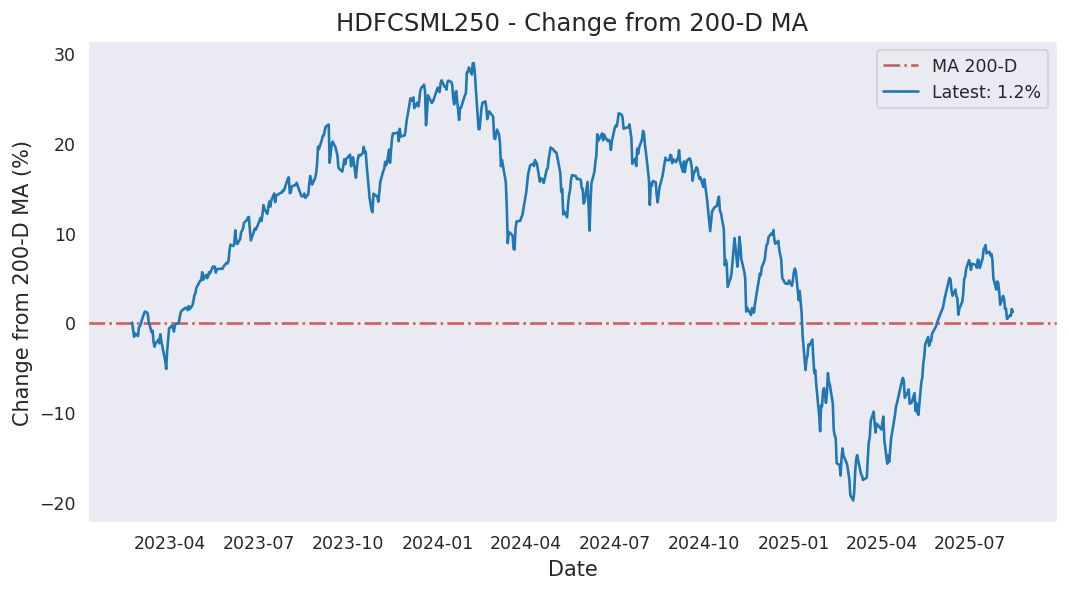 HDFCSML250 - Change from 200-D MA
MA 200-D
Latest: 1.2%
Change from 200-D MA (%)
30
20
10
0
−10
−20
2023-04 2023-07 2023-10 2024-01 2024-04 2024-07 2024-10 2025-01 2025-04 2025-07
Date